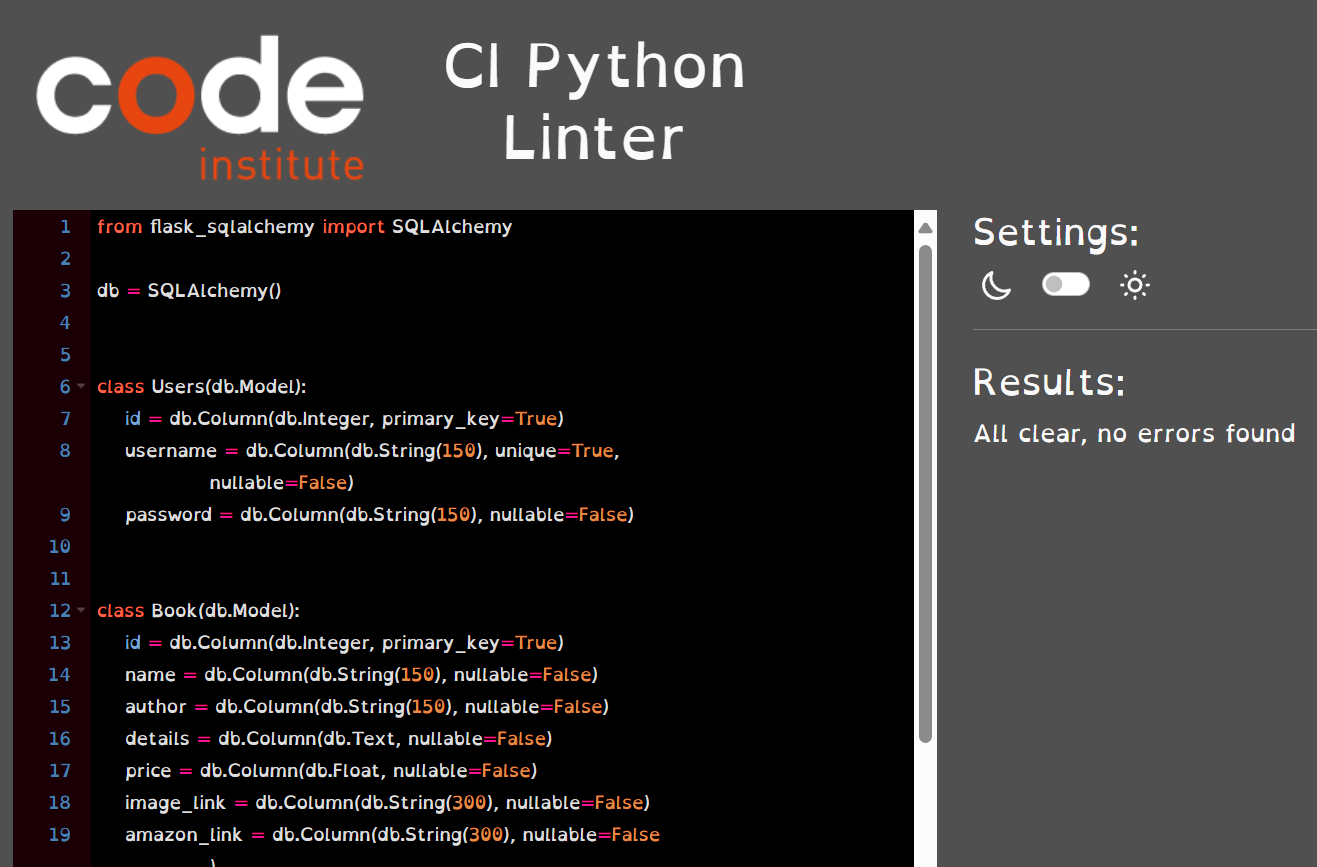 code
institute
CI Python
Linter
1 from flask_sqlalchemy import SQLAlchemy
2
3 db = SQLAlchemy()
4
5
6 class Users(db.Model):
7 id = db.Column(db.Integer, primary_key=True)
8 username = db.Column(db.String(150), unique=True,
nullable=False)
9 password = db.Column(db.String(150), nullable=False)
10
11
12 class Book(db.Model):
13 id = db.Column(db.Integer, primary_key=True)
14 name = db.Column(db.String(150), nullable=False)
15 author = db.Column(db.String(150), nullable=False)
16 details = db.Column(db.Text, nullable=False)
17 price = db.Column(db.Float, nullable=False)
18 image_link = db.Column(db.String(300), nullable=False)
19 amazon_link = db.Column(db.String(300), nullable=False
)
Settings:
Results:
All clear, no errors found